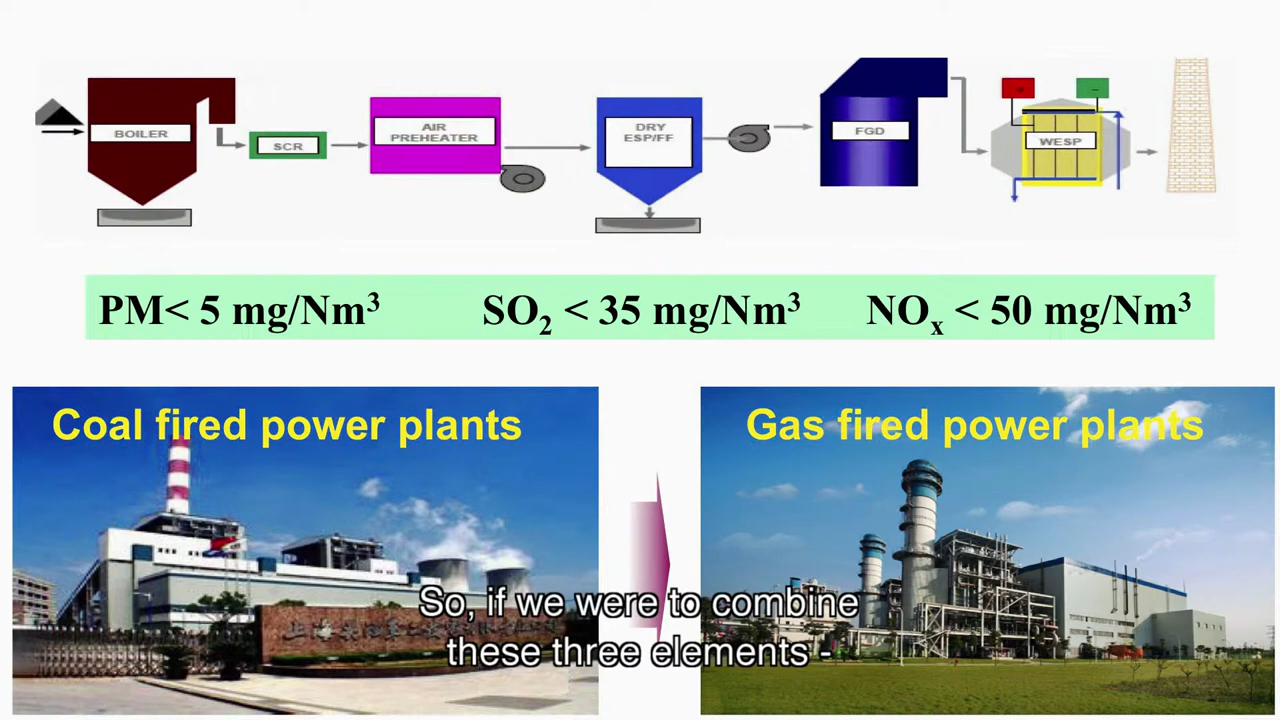 BOILER
SCR
AIR
PREHEATER
DRY
ESP/FF
FGD
+
–
WESP
PM< 5 mg/Nm³ SO₂ < 35 mg/Nm³ NOₓ < 50 mg/Nm³
Coal fired power plants
Gas fired power plants
So, if we were to combine
these three elements -